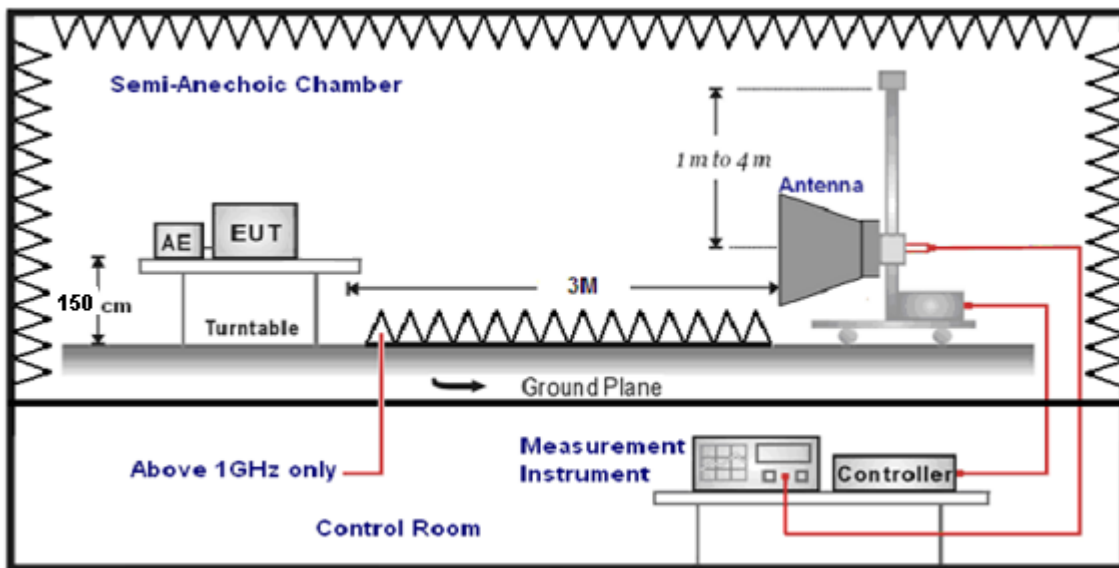 Semi-Anechoic Chamber
1 m to 4 m
Antenna
AE
EUT
150 cm
3M
Turntable
Ground Plane
Above 1GHz only
Measurement
Instrument
Controller
Control Room